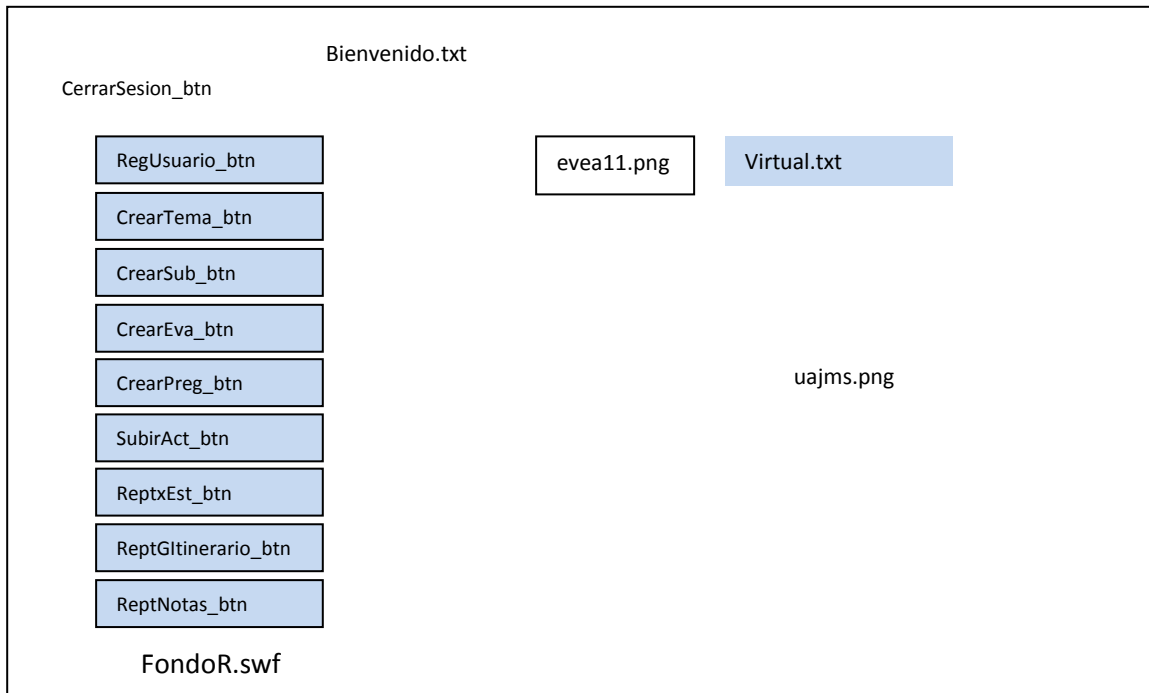 Bienvenido.txt
CerrarSesion_btn
RegUsuario_btn
evea11.png
Virtual.txt
CrearTema_btn
CrearSub_btn
CrearEva_btn
CrearPreg_btn
uajms.png
SubirAct_btn
ReptxEst_btn
ReptGItinerario_btn
ReptNotas_btn
FondoR.swf